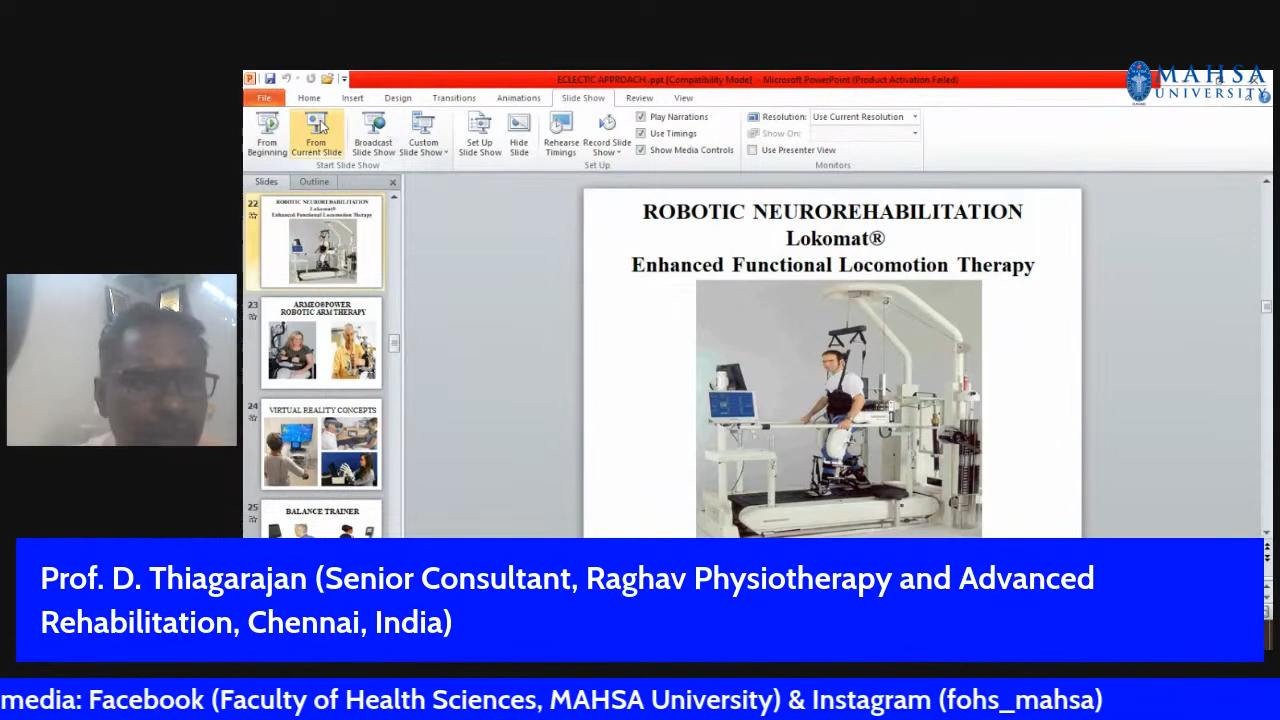 ECLECTIC APPROACH .ppt [Compatibility Mode] - Microsoft PowerPoint (Product Activation Failed)
MAHSA
UNIVERSITY
File Home Insert Design Transitions Animations Slide Show Review View
From Beginning
From Current Slide
Broadcast Slide Show
Custom Slide Show
Set Up Slide Show
Hide Slide
Rehearse Timings
Record Slide Show
Play Narrations
Use Timings
Show Media Controls
Resolution: Use Current Resolution
Show On:
Use Presenter View
Start Slide Show
Set Up
Monitors
Slides Outline
22
ROBOTIC NEUROREHABILITATION
Lokomat®
Enhanced Functional Locomotion Therapy
23
ARMEO®POWER
ROBOTIC ARM THERAPY
24
VIRTUAL REALITY CONCEPTS
25
BALANCE TRAINER
ROBOTIC NEUROREHABILITATION
Lokomat®
Enhanced Functional Locomotion Therapy
Prof. D. Thiagarajan (Senior Consultant, Raghav Physiotherapy and Advanced
Rehabilitation, Chennai, India)
media: Facebook (Faculty of Health Sciences, MAHSA University) & Instagram (fohs_mahsa)